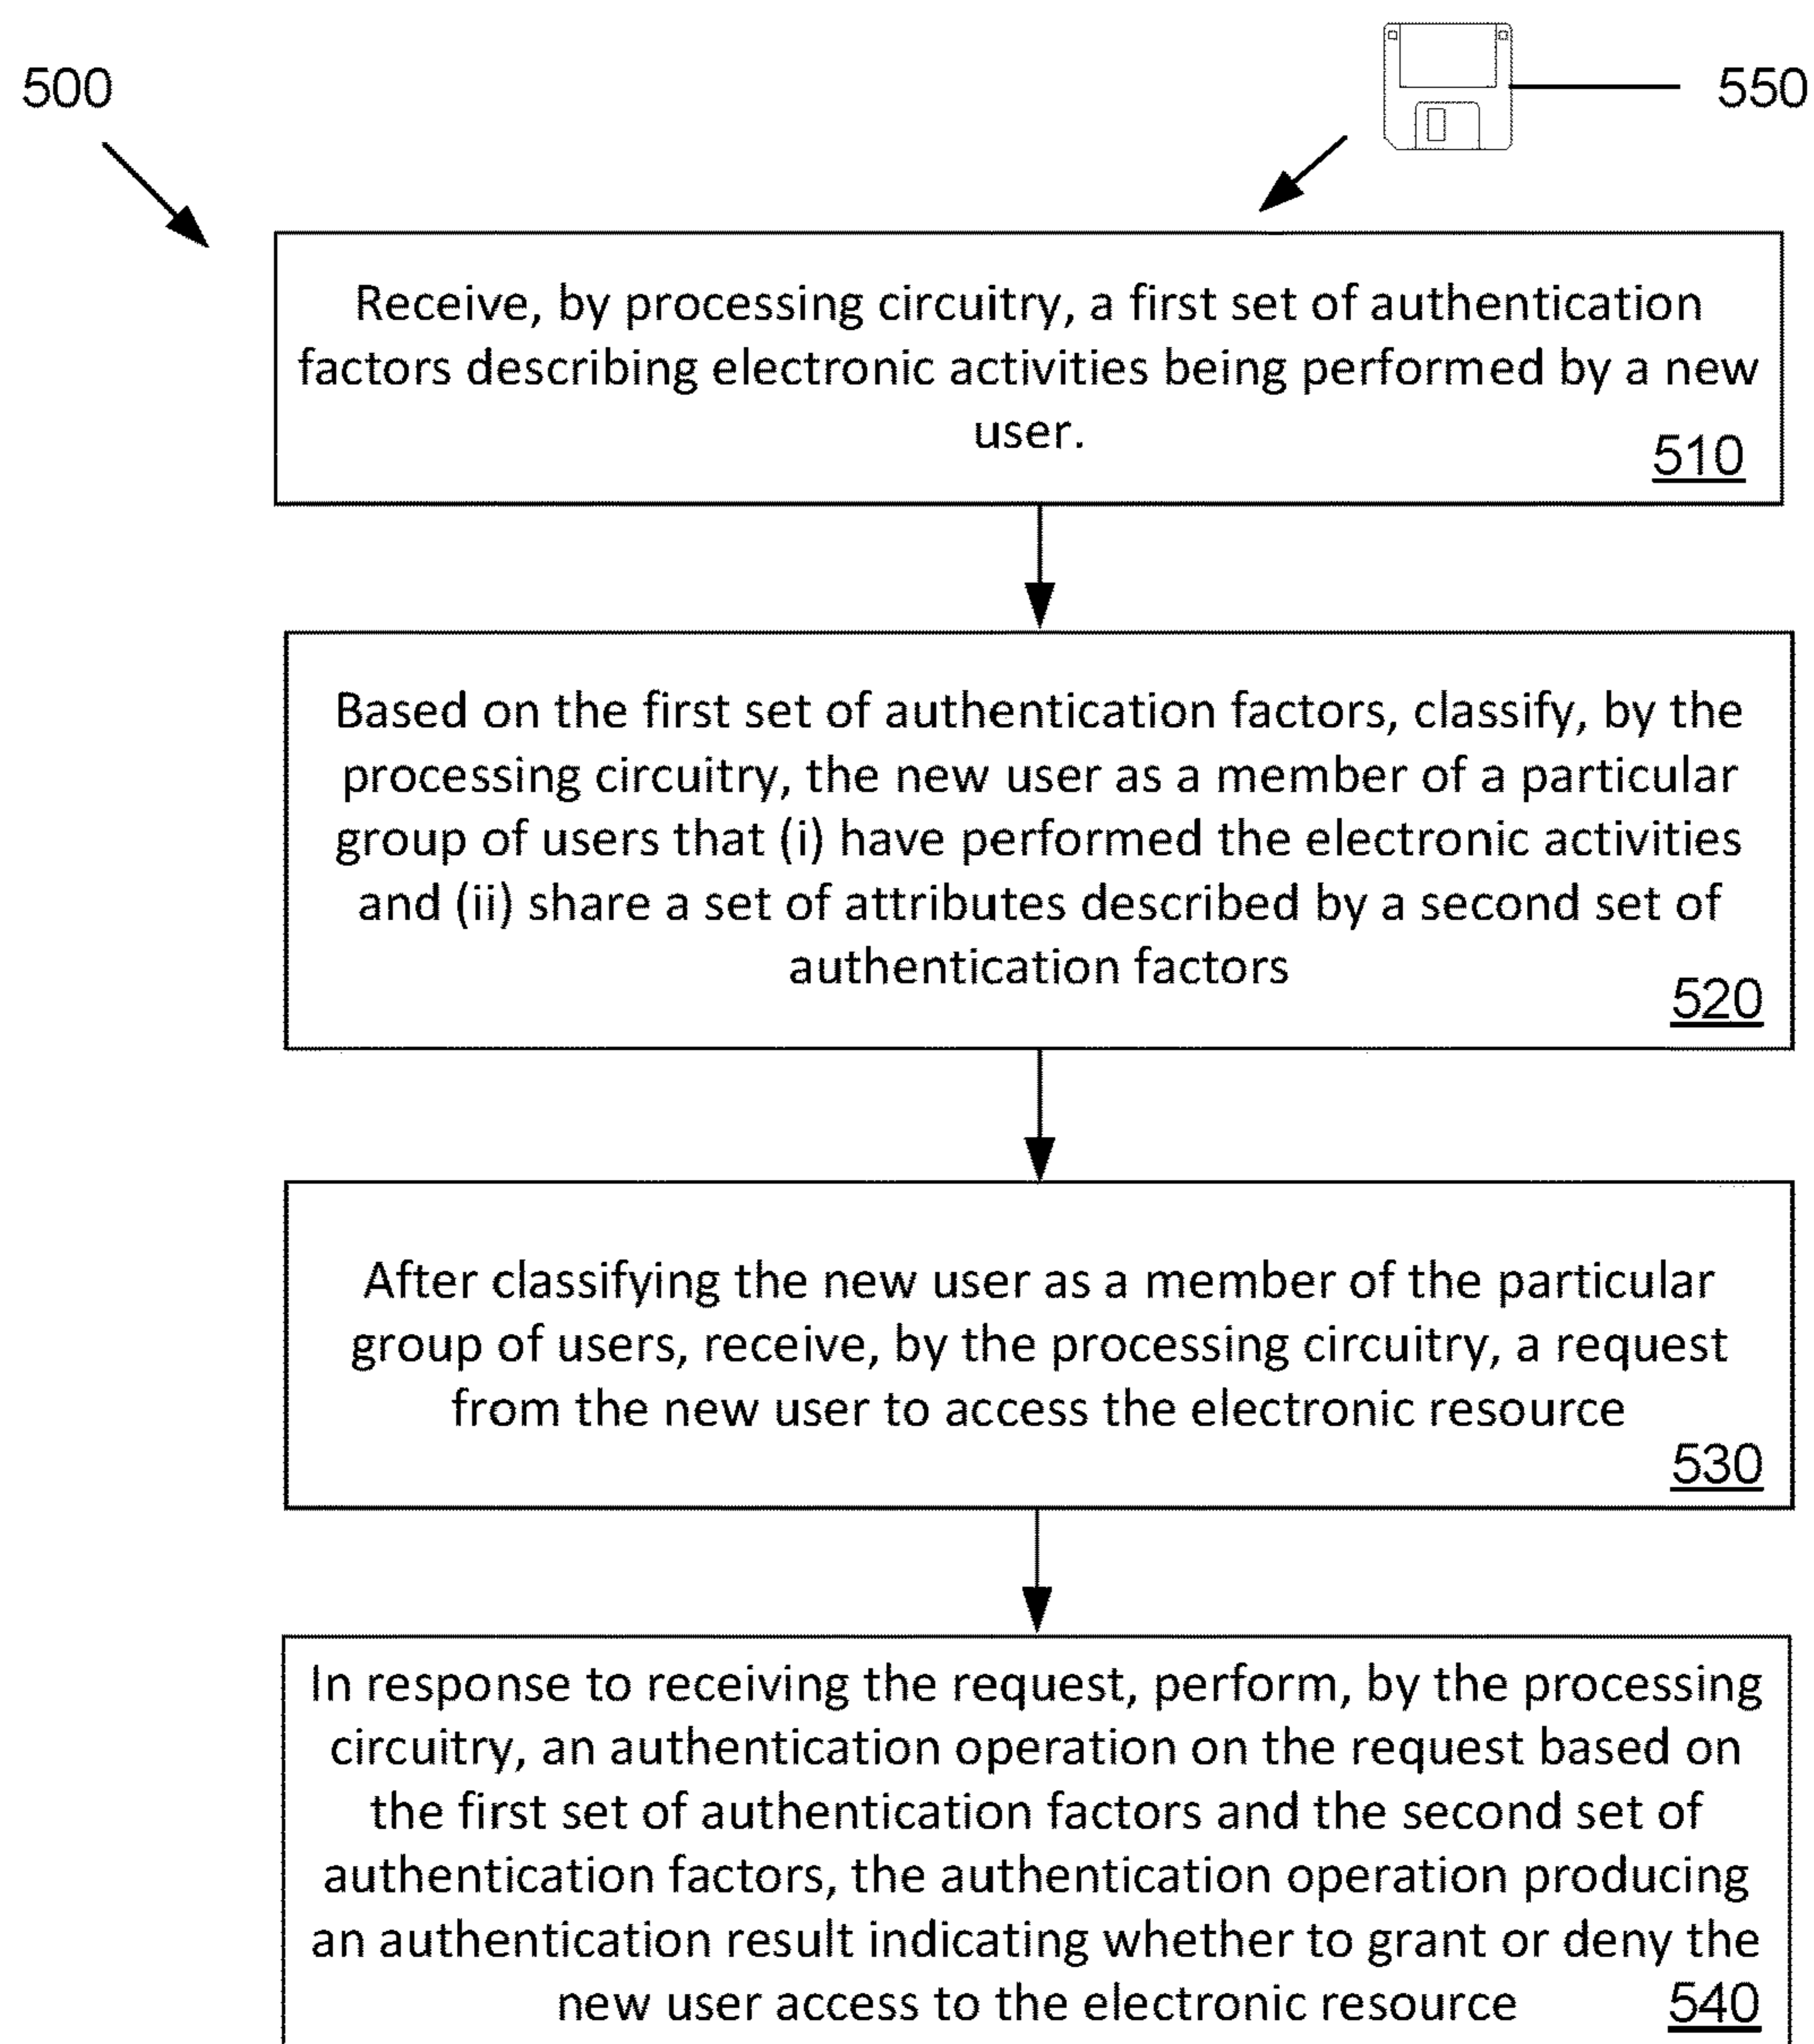 500
550
Receive, by processing circuitry, a first set of authentication
factors describing electronic activities being performed by a new
user.
510
Based on the first set of authentication factors, classify, by the
processing circuitry, the new user as a member of a particular
group of users that (i) have performed the electronic activities
and (ii) share a set of attributes described by a second set of
authentication factors
520
After classifying the new user as a member of the particular
group of users, receive, by the processing circuitry, a request
from the new user to access the electronic resource
530
In response to receiving the request, perform, by the processing
circuitry, an authentication operation on the request based on
the first set of authentication factors and the second set of
authentication factors, the authentication operation producing
an authentication result indicating whether to grant or deny the
new user access to the electronic resource
540